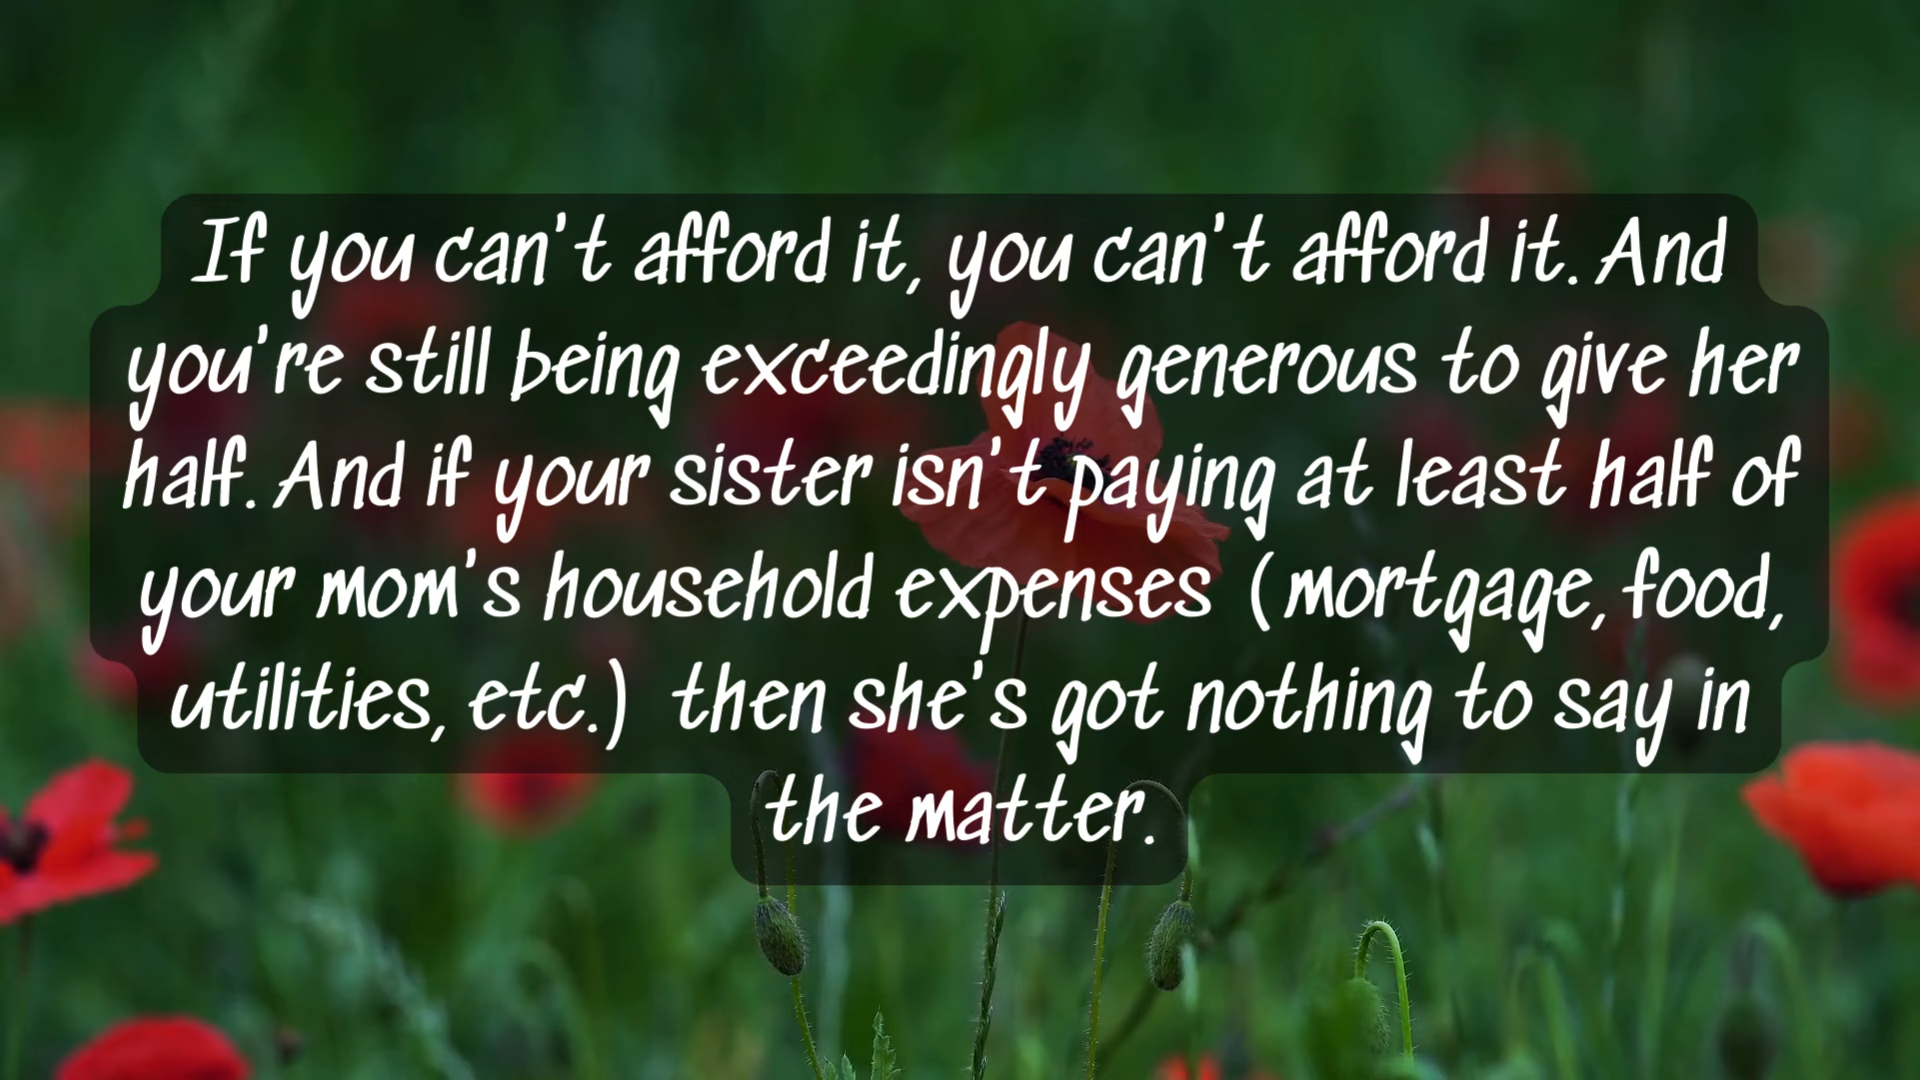 If you can't afford it, you can't afford it. And
you're still being exceedingly generous to give her
half. And if your sister isn't paying at least half of
your mom's household expenses (mortgage, food,
utilities, etc.) then she's got nothing to say in
the matter.